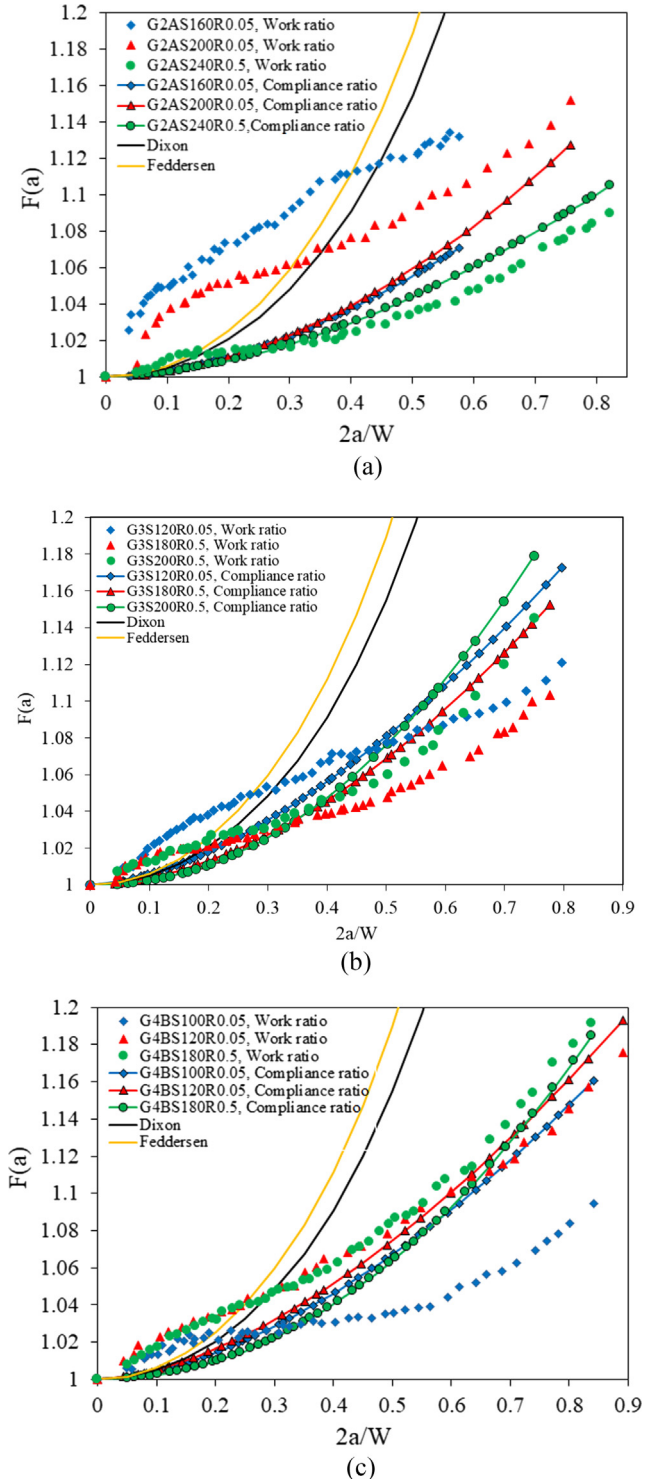 1.2
1.18
1.16
1.14
1.12
1.1
1.08
1.06
1.04
1.02
1
F(a)
G2AS160R0.05, Work ratio
G2AS200R0.05, Work ratio
G2AS240R0.5, Work ratio
G2AS160R0.05, Compliance ratio
G2AS200R0.05, Compliance ratio
G2AS240R0.5,Compliance ratio
Dixon
Feddersen
0 0.1 0.2 0.3 0.4 0.5 0.6 0.7 0.8
2a/W
(a)
1.2
1.18
1.16
1.14
1.12
1.1
1.08
1.06
1.04
1.02
1
F(a)
G3S120R0.05, Work ratio
G3S180R0.5, Work ratio
G3S200R0.5, Work ratio
G3S120R0.05, Compliance ratio
G3S180R0.5, Compliance ratio
G3S200R0.5, Compliance ratio
Dixon
Feddersen
0 0.1 0.2 0.3 0.4 0.5 0.6 0.7 0.8 0.9
2a/W
(b)
1.2
1.18
1.16
1.14
1.12
1.1
1.08
1.06
1.04
1.02
1
F(a)
G4BS100R0.05, Work ratio
G4BS120R0.05, Work ratio
G4BS180R0.5, Work ratio
G4BS100R0.05, Compliance ratio
G4BS120R0.05, Compliance ratio
G4BS180R0.5, Compliance ratio
Dixon
Feddersen
0 0.1 0.2 0.3 0.4 0.5 0.6 0.7 0.8 0.9
2a/W
(c)